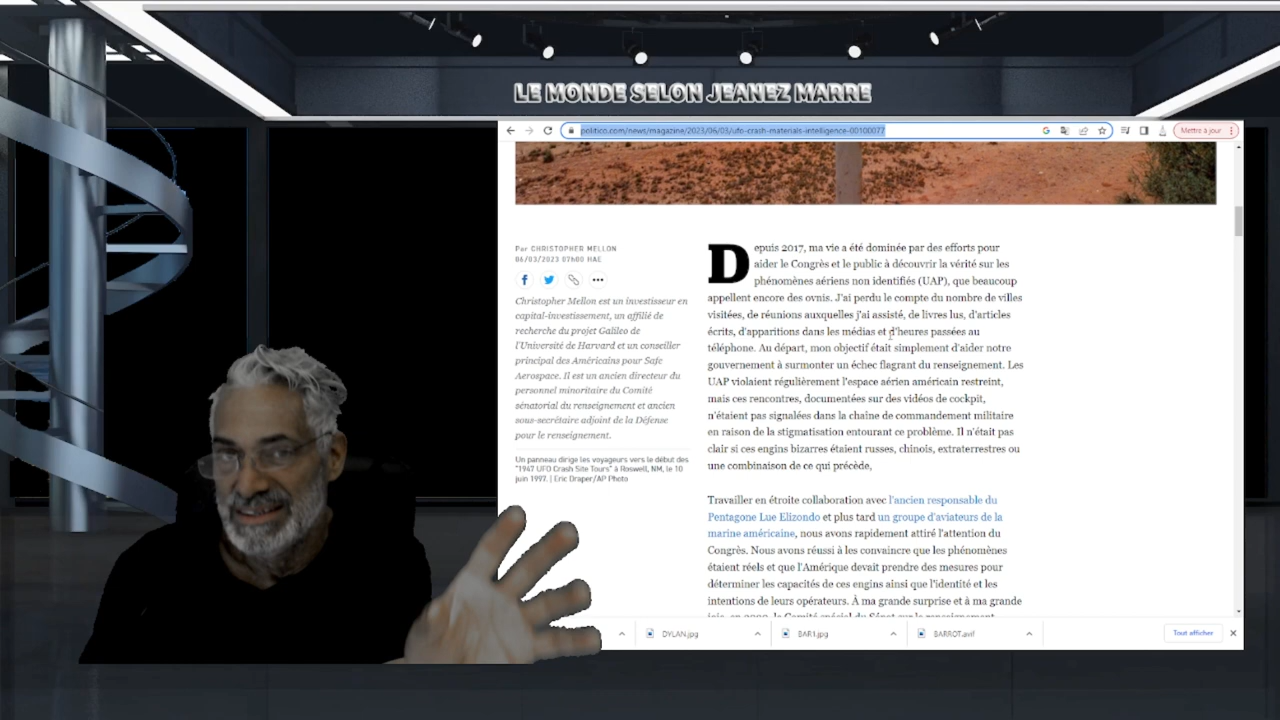 LE MONDE SELON JEANEZ MARRE
politico.com/news/magazine/2023/06/03/ufo-crash-materials-intelligence-00100077
Mettre à jour
Par CHRISTOPHER MELLON
06/03/2023 07h00 HAE
Christopher Mellon est un investisseur en
capital-investissement, un affilié de
recherche du projet Galileo de
l'Université de Harvard et un conseiller
principal des Américains pour Safe
Aerospace. Il est un ancien directeur du
personnel minoritaire du Comité
sénatorial du renseignement et ancien
sous-secrétaire adjoint de la Défense
pour le renseignement.
Un panneau dirige les voyageurs vers le début des
"1947 UFO Crash Site Tours" à Roswell, NM, le 10
juin 1997. | Eric Draper/AP Photo
Depuis 2017, ma vie a été dominée par des efforts pour
aider le Congrès et le public à découvrir la vérité sur les
phénomènes aériens non identifiés (UAP), que beaucoup
appellent encore des ovnis. J'ai perdu le compte du nombre de villes
visitées, de réunions auxquelles j'ai assisté, de livres lus, d'articles
écrits, d'apparitions dans les médias et d'heures passées au
téléphone. Au départ, mon objectif était simplement d'aider notre
gouvernement à surmonter un échec flagrant du renseignement. Les
UAP violaient régulièrement l'espace aérien américain restreint,
mais ces rencontres, documentées sur des vidéos de cockpit,
n'étaient pas signalées dans la chaîne de commandement militaire
en raison de la stigmatisation entourant ce problème. Il n'était pas
clair si ces engins bizarres étaient russes, chinois, extraterrestres ou
une combinaison de ce qui précède,
Travailler en étroite collaboration avec l'ancien responsable du
Pentagone Lue Elizondo et plus tard un groupe d'aviateurs de la
marine américaine, nous avons rapidement attiré l'attention du
Congrès. Nous avons réussi à les convaincre que les phénomènes
étaient réels et que l'Amérique devait prendre des mesures pour
déterminer les capacités de ces engins ainsi que l'identité et les
intentions de leurs opérateurs. À ma grande surprise et à ma grande
DYLAN.jpg
BAR1.jpg
BARROT.avif
Tout afficher